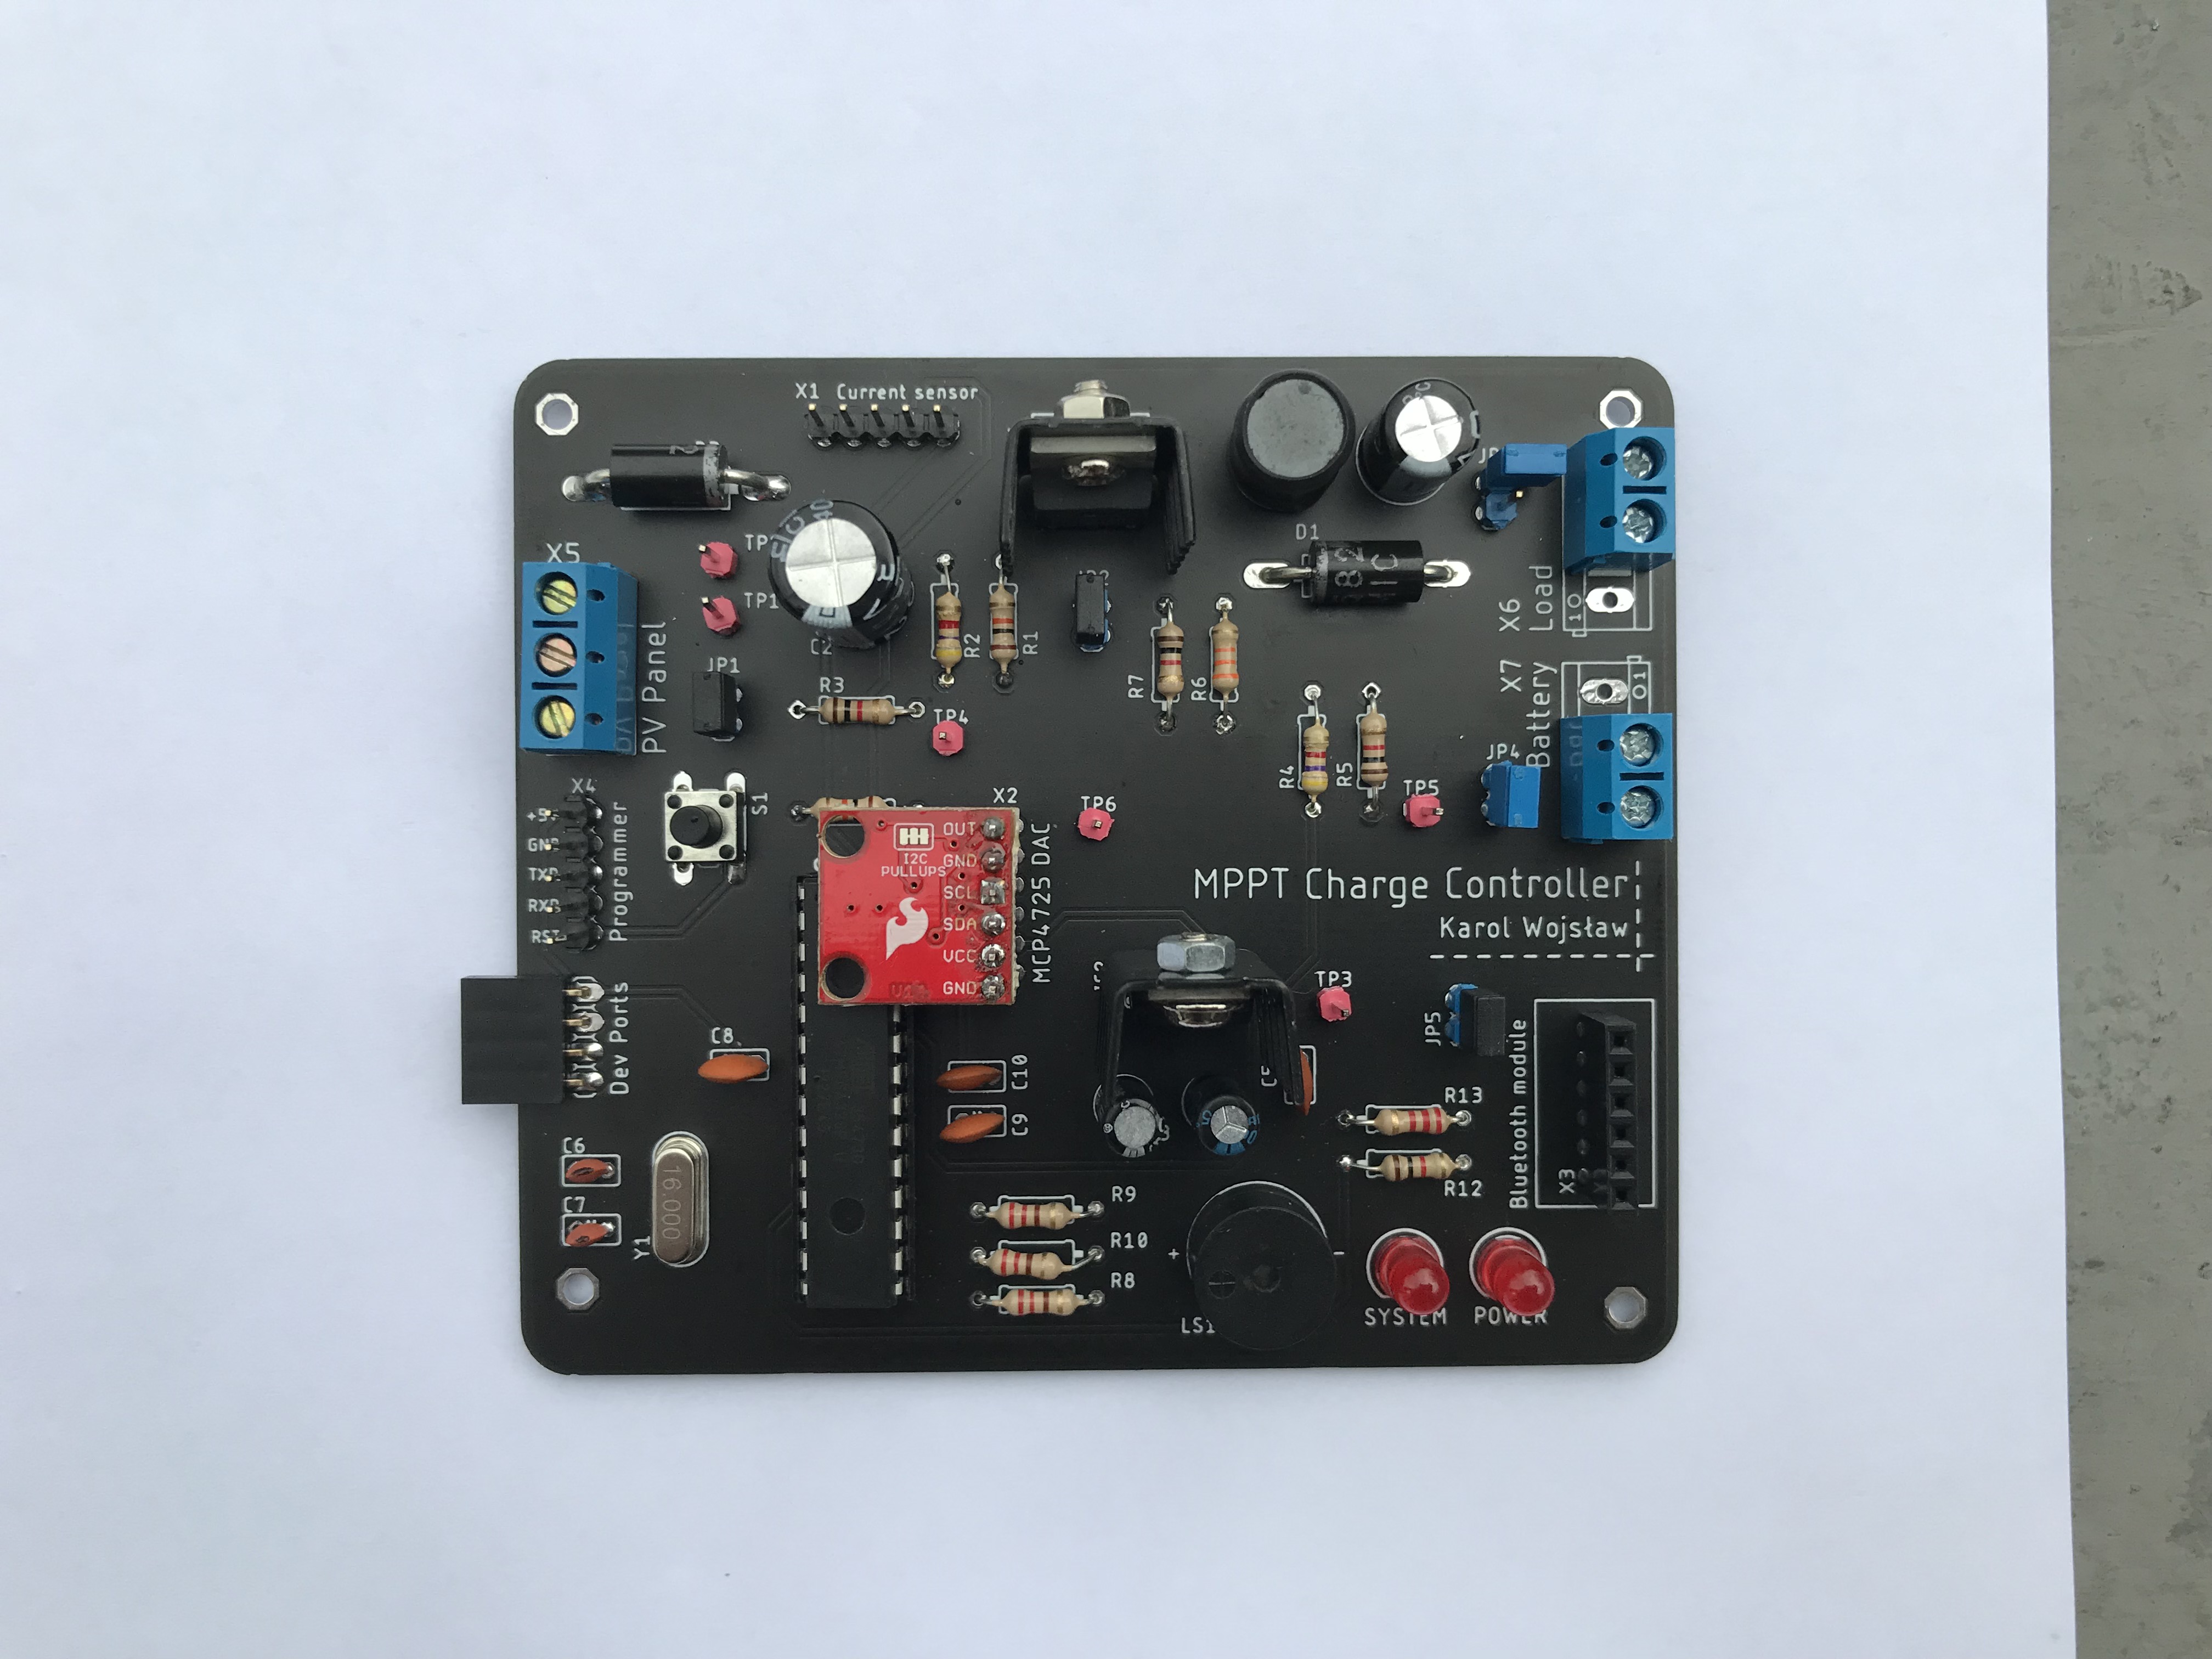 X1 Current sensor
D1
X5
PV Panel
TP1
C2
R2
R1
R7
R6
X6
Load
X7
Battery
JP1
R3
TP4
R4
R5
TP5
JP4
X4
Programmer
GND
TXD
RXD
RST
S1
X2
TP6
OUT
GND
SCL
SDA
VCC
GND
I2C
PULLUPS
MCP4725 DAC
MPPT Charge Controller
Karol Wojsław
TP3
JP5
Bluetooth module
X3
Dev Ports
C8
C10
C9
C6
C7
Y1
16.000
R13
R12
R9
R10
R8
+
-
LS1
SYSTEM
POWER